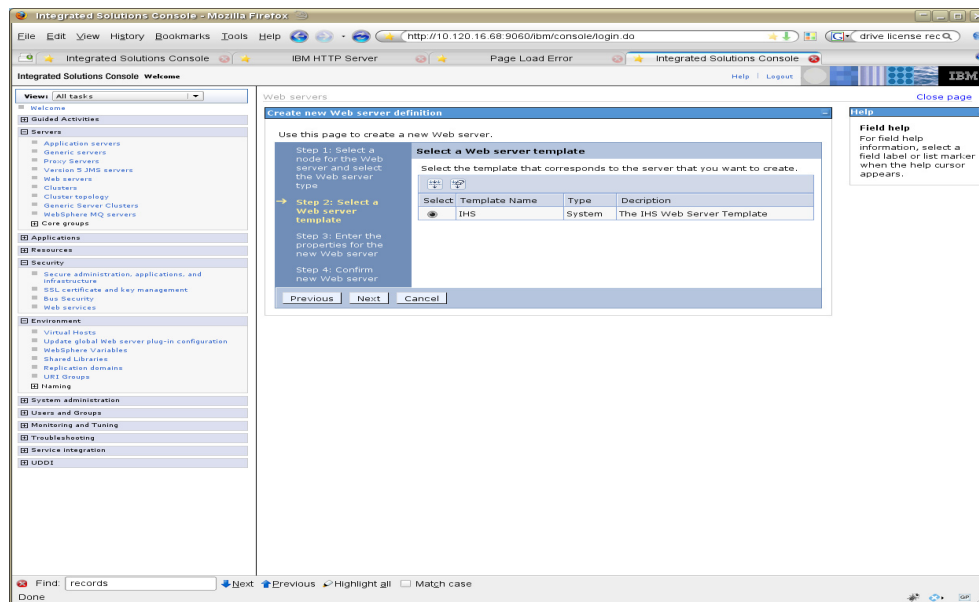 Integrated Solutions Console - Mozilla Firefox
File Edit View History Bookmarks Tools Help
http://10.120.16.68:9060/ibm/console/login.do
drive license rec
Integrated Solutions Console
IBM HTTP Server
Page Load Error
Integrated Solutions Console
Integrated Solutions Console Welcome
Help | Logout
IBM
View: All tasks
Welcome
Guided Activities
Servers
Application servers
Generic servers
Proxy Servers
Version 5 JMS servers
Web servers
Clusters
Cluster topology
Generic Server Clusters
WebSphere MQ servers
Core groups
Applications
Resources
Security
Secure administration, applications, and
infrastructure
SSL certificate and key management
Bus Security
Web services
Environment
Virtual Hosts
Update global Web server plug-in configuration
WebSphere Variables
Shared Libraries
Replication domains
URI Groups
Naming
System administration
Users and Groups
Monitoring and Tuning
Troubleshooting
Service integration
UDDI
Web servers
Close page
Create new Web server definition
Use this page to create a new Web server.
Step 1: Select a
node for the Web
server and select
the Web server
type
Step 2: Select a
Web server
template
Step 3: Enter the
properties for the
new Web server
Step 4: Confirm
new Web server
Select a Web server template
Select the template that corresponds to the server that you want to create.
Select Template Name Type Decription
IHS System The IHS Web Server Template
Previous Next Cancel
Help
Field help
For field help
information, select a
field label or list marker
when the help cursor
appears.
Find: records Next Previous Highlight all Match case
Done
GP